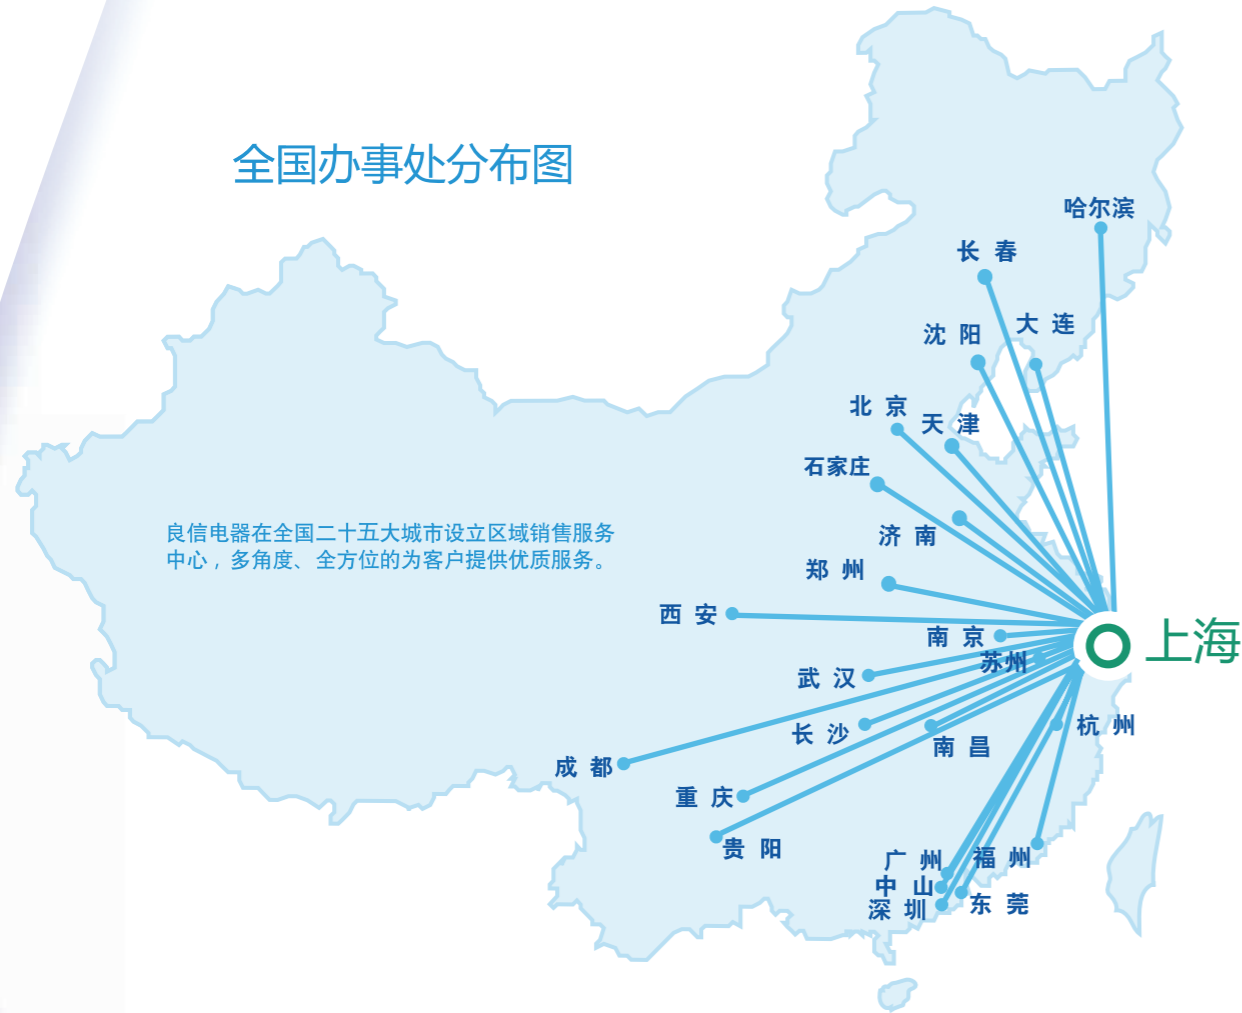 全国办事处分布图
哈尔滨
长春
大连
沈阳
北京
天津
石家庄
良信电器在全国二十五大城市设立区域销售服务
中心，多角度、全方位的为客户提供优质服务。
济南
郑州
西安
南京
上海
苏州
武汉
长沙
杭州
南昌
成都
重庆
贵阳
广州
福州
中山
深圳
东莞